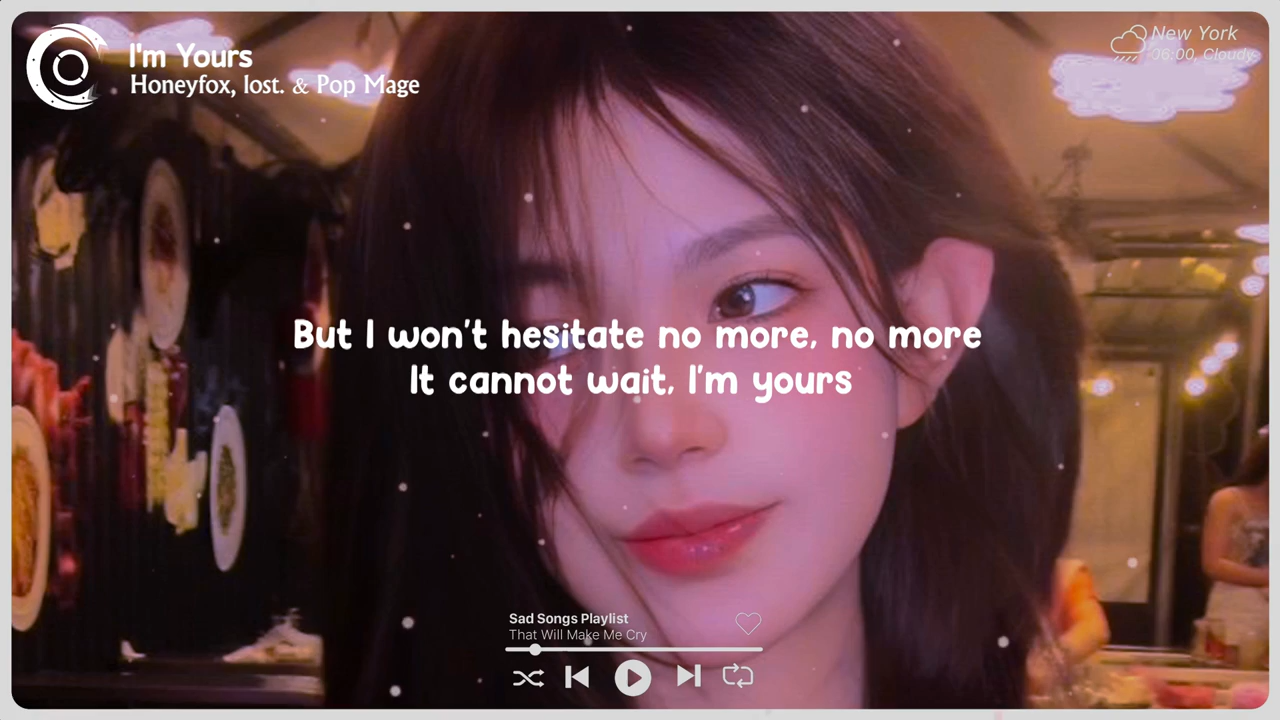 I'm Yours
Honeyfox, lost. & Pop Mage
New York
06:00, Cloudy
But I won't hesitate no more, no more
It cannot wait, I'm yours
Sad Songs Playlist
That Will Make Me Cry